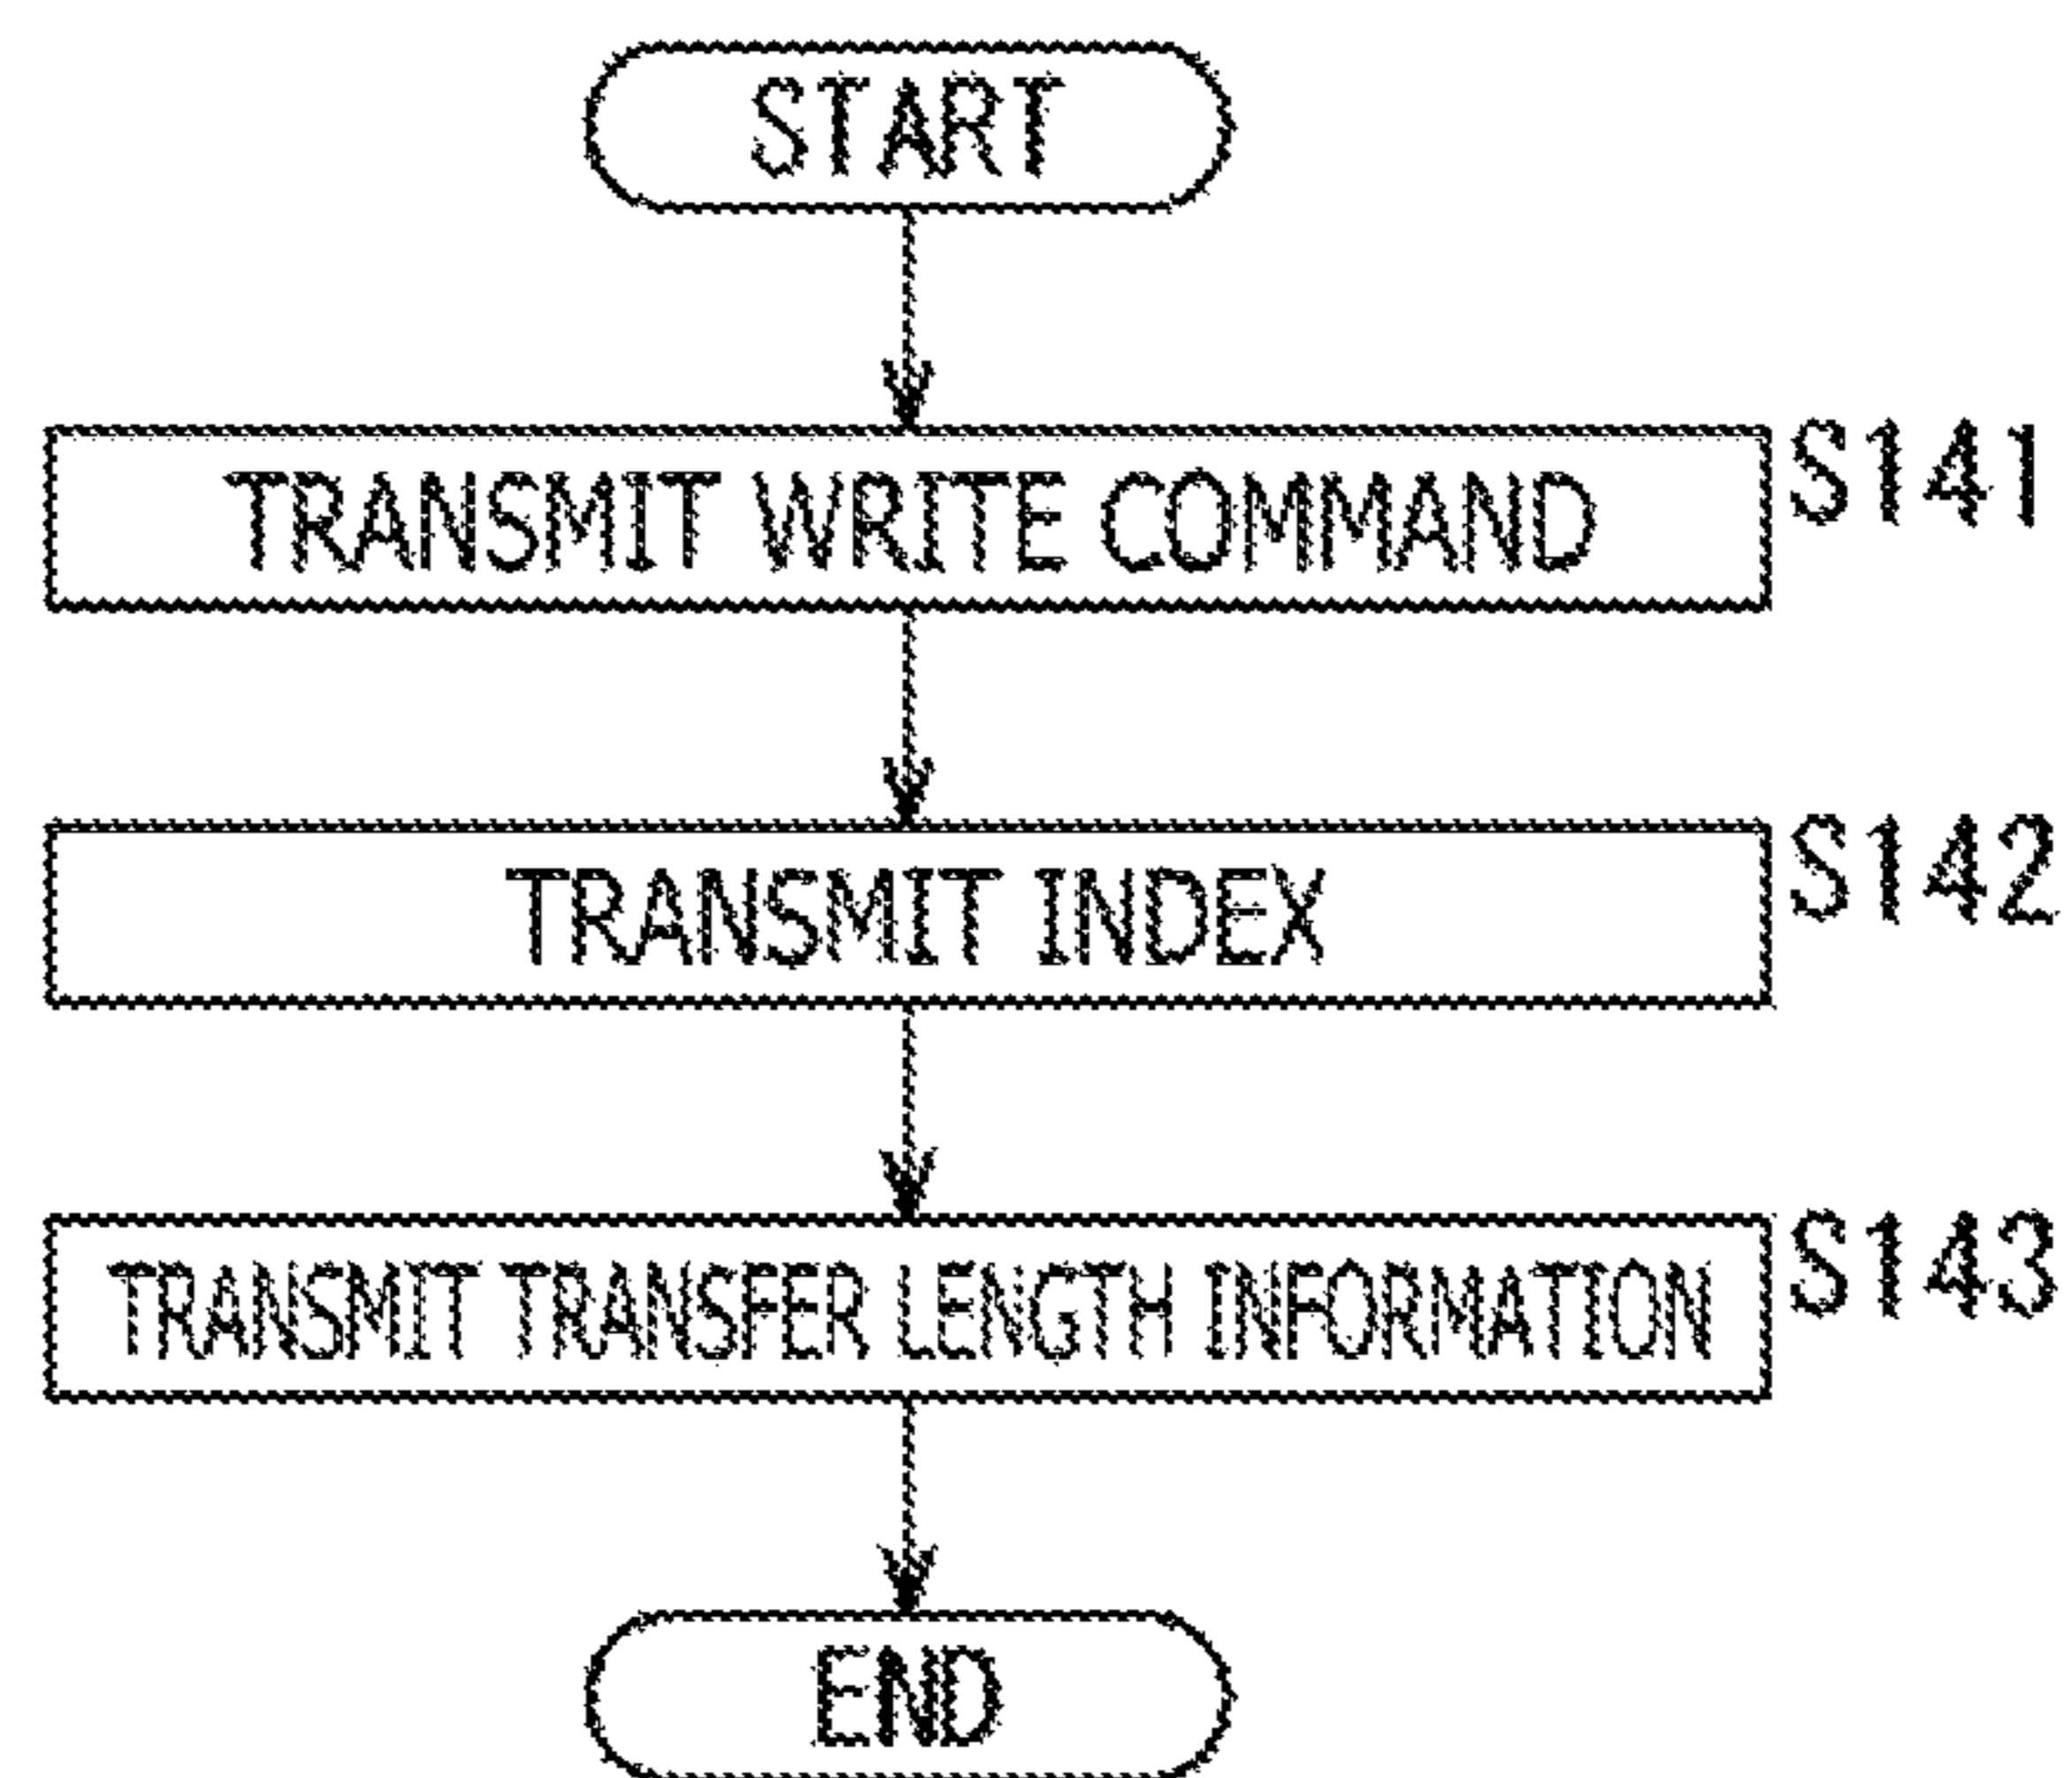 START
TRANSMIT WRITE COMMAND S141
TRANSMIT INDEX S142
TRANSMIT TRANSFER LENGTH INFORMATION S143
END